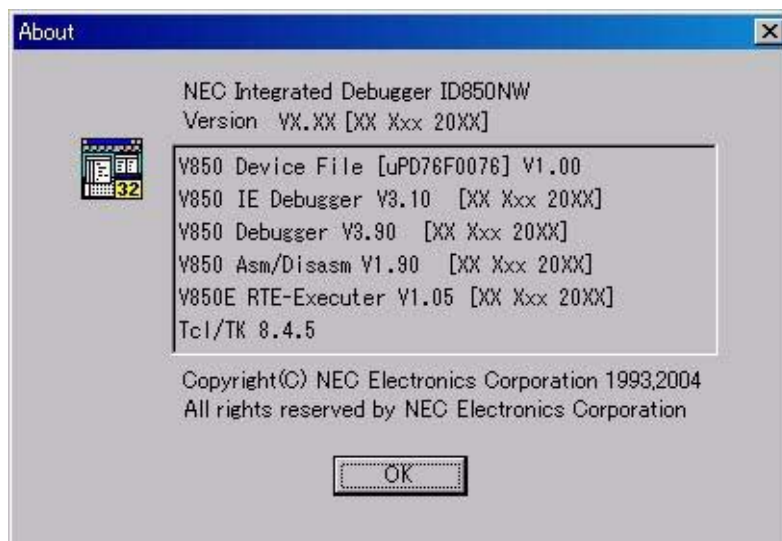 About
NEC Integrated Debugger ID850NW
Version VX.XX [XX Xxx 20XX]
32
V850 Device File [uPD76F0076] V1.00
V850 IE Debugger V3.10 [XX Xxx 20XX]
V850 Debugger V3.90 [XX Xxx 20XX]
V850 Asm/Disasm V1.90 [XX Xxx 20XX]
V850E RTE-Executer V1.05 [XX Xxx 20XX]
Tcl/TK 8.4.5
Copyright(C) NEC Electronics Corporation 1993,2004
All rights reserved by NEC Electronics Corporation
OK